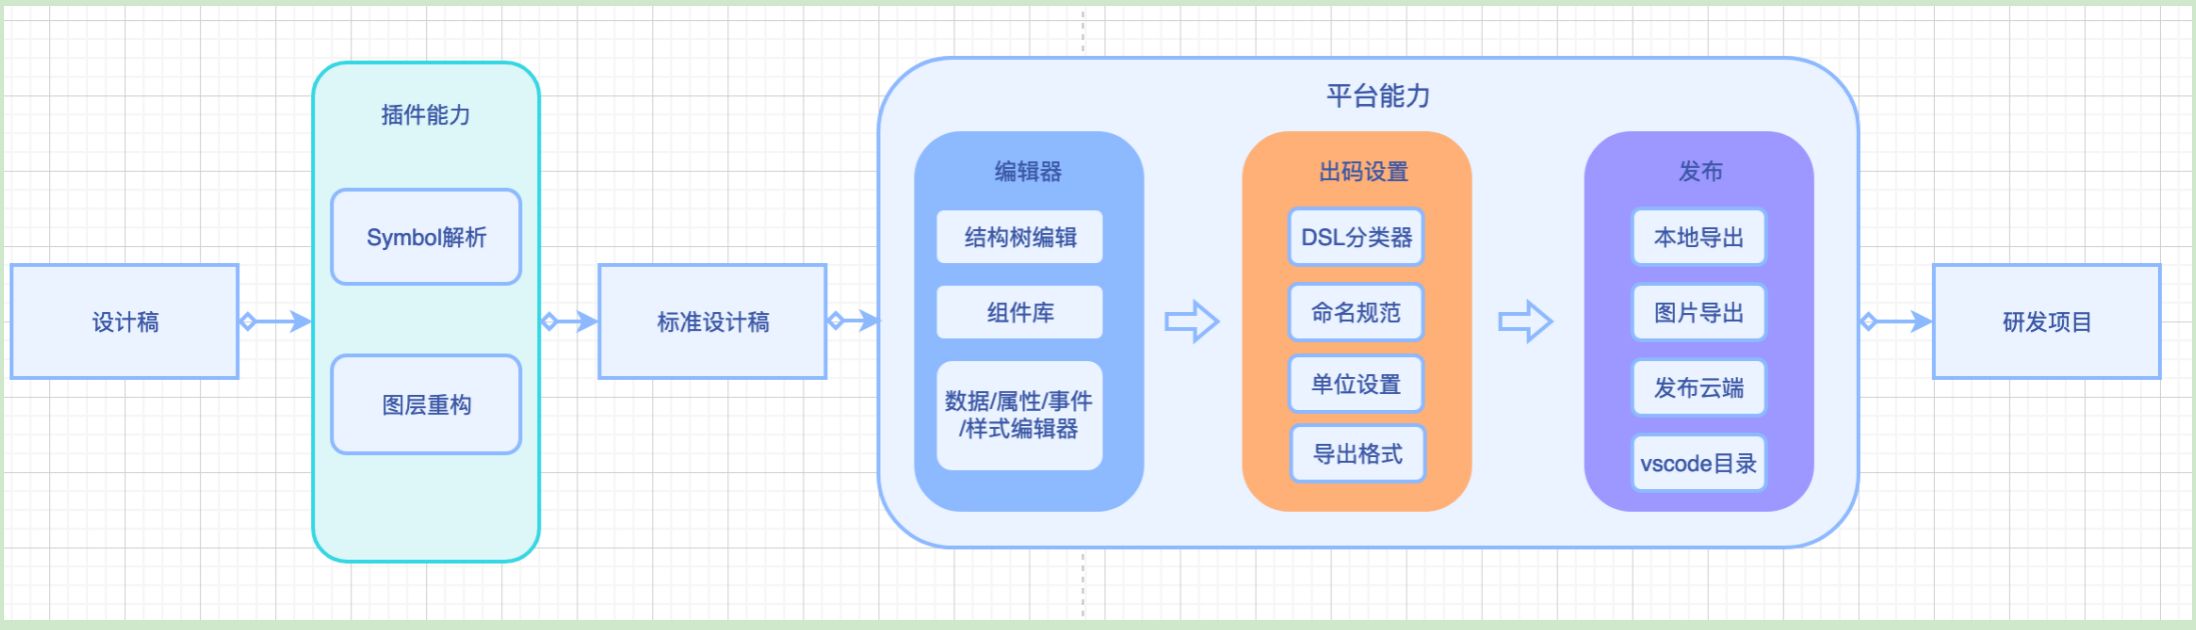 设计稿
插件能力
Symbol解析
图层重构
标准设计稿
平台能力
编辑器
结构树编辑
组件库
数据/属性/事件
/样式编辑器
出码设置
DSL分类器
命名规范
单位设置
导出格式
发布
本地导出
图片导出
发布云端
vscode目录
研发项目